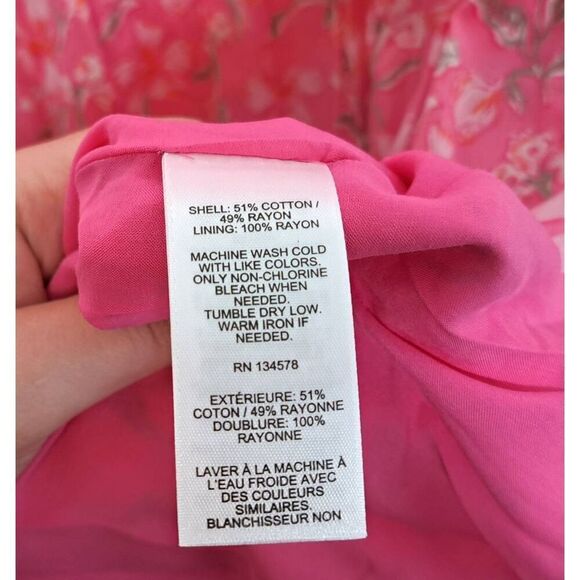 SHELL: 51% COTTON /
49% RAYON
LINING: 100% RAYON
MACHINE WASH COLD
WITH LIKE COLORS.
ONLY NON-CHLORINE
BLEACH WHEN
NEEDED.
TUMBLE DRY LOW.
WARM IRON IF
NEEDED.
RN 134578
EXTÉRIEURE: 51%
COTON / 49% RAYONNE
DOUBLURE: 100%
RAYONNE
LAVER À LA MACHINE À
L'EAU FROIDE AVEC
DES COULEURS
SIMILAIRES.
BLANCHISSEUR NON